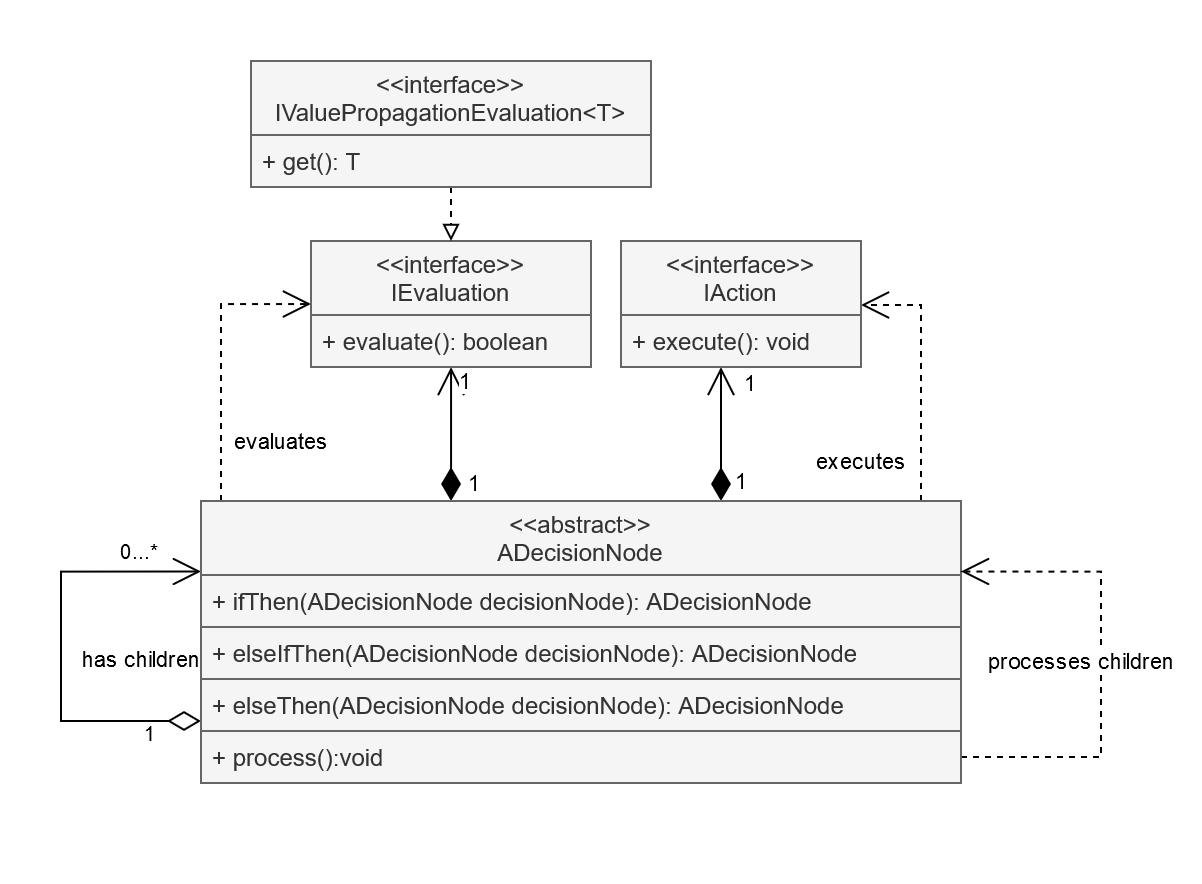 <<interface>>
IValuePropagationEvaluation<T>
+ get(): T
<<interface>>
IEvaluation
+ evaluate(): boolean
<<interface>>
IAction
+ execute(): void
1
1
evaluates
executes
1
1
<<abstract>>
ADecisionNode
0...*
+ ifThen(ADecisionNode decisionNode): ADecisionNode
+ elseIfThen(ADecisionNode decisionNode): ADecisionNode
has children
processes children
+ elseThen(ADecisionNode decisionNode): ADecisionNode
1
+ process():void